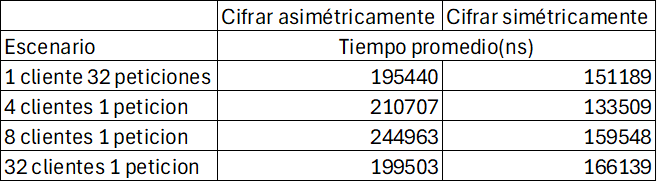 Cifrar asimétricamente Cifrar simétricamente
Escenario Tiempo promedio(ns)
1 cliente 32 peticiones 195440 151189
4 clientes 1 peticion 210707 133509
8 clientes 1 peticion 244963 159548
32 clientes 1 peticion 199503 166139